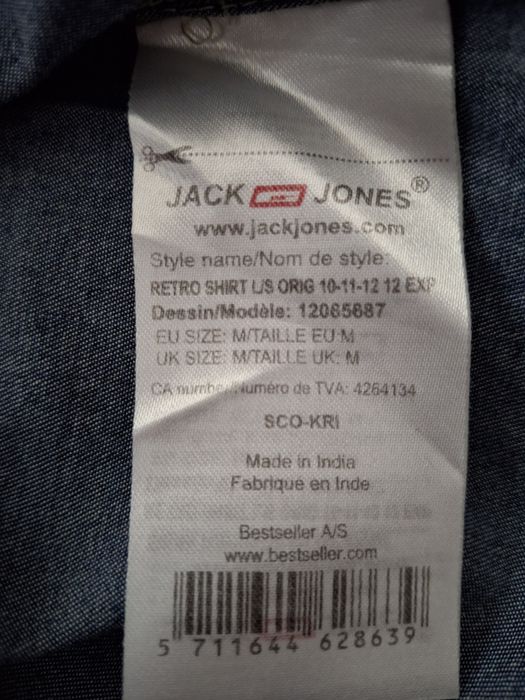 JACK JONES®
www.jackjones.com
Style name/Nom de style:
RETRO SHIRT L/S ORIG 10-11-12 12 EXP
Dessin/Modèle: 12065687
EU SIZE: M/TAILLE EU M
UK SIZE: M/TAILLE UK: M
CA number/Numéro de TVA: 4264134
SCO-KRI
Made in India
Fabriqué en Inde
Bestseller A/S
www.bestseller.com
5 711644 628639